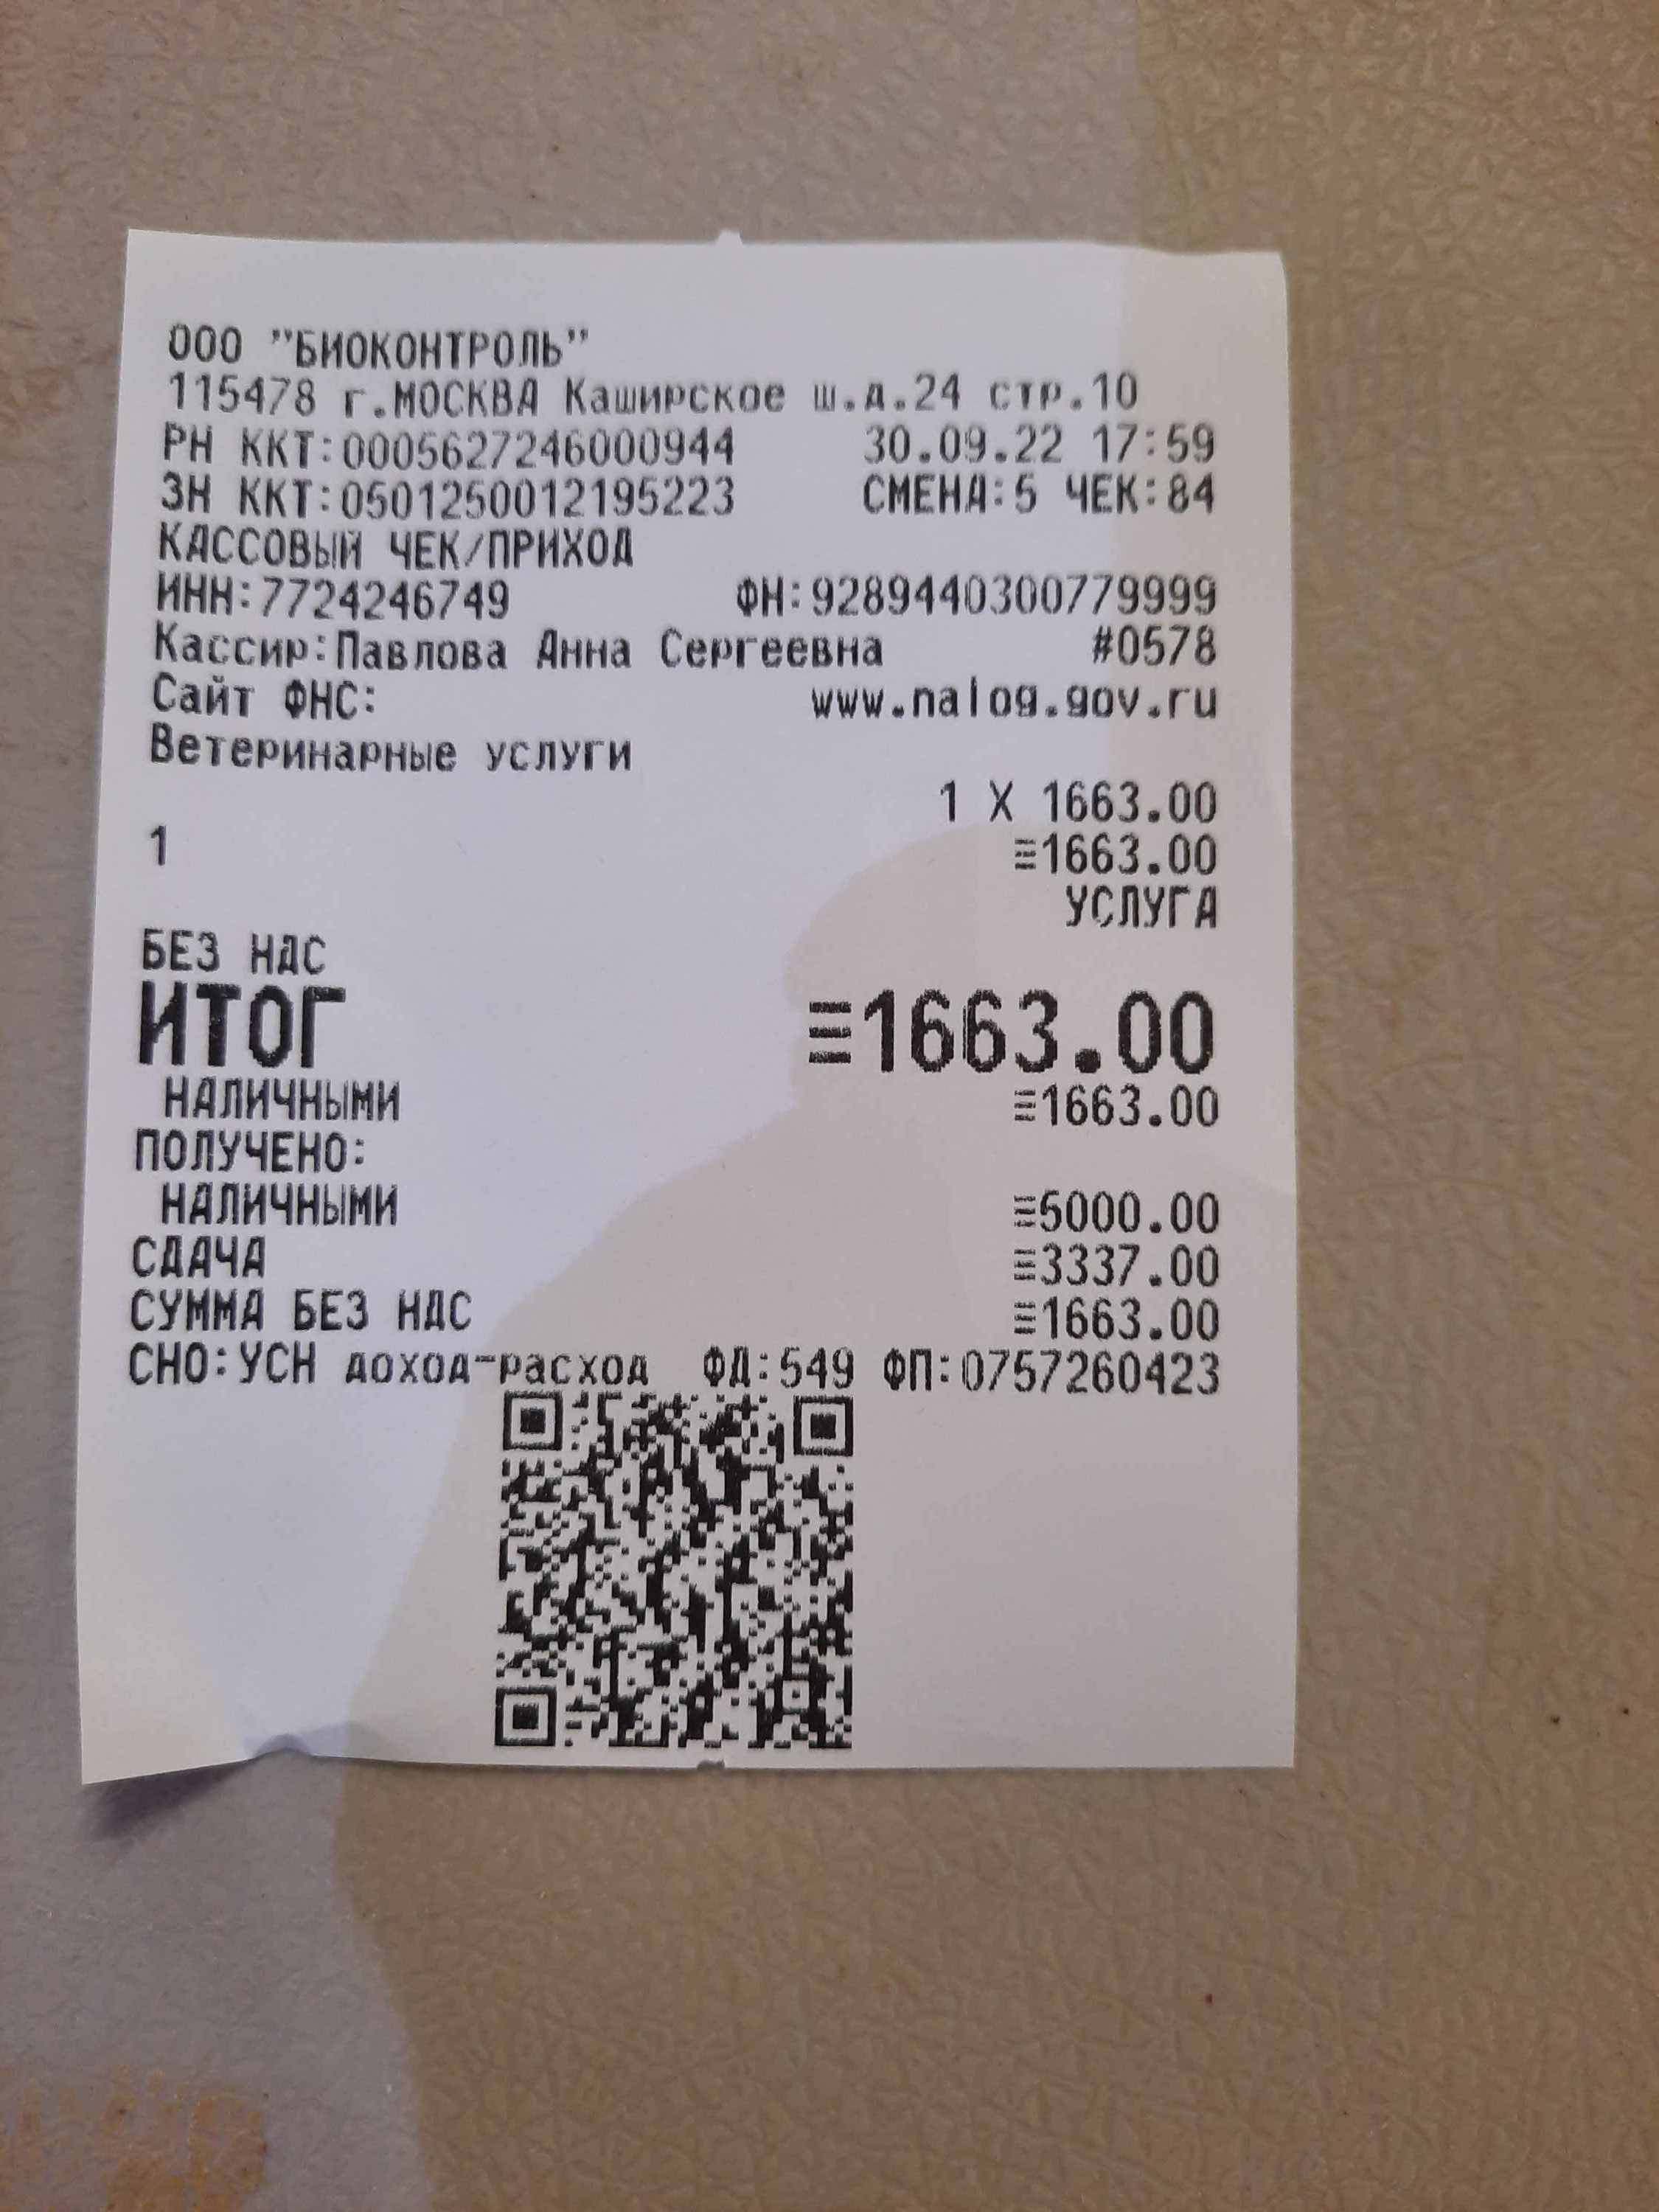 ООО "БИОКОНТРОЛЬ"
115478 г.МОСКВА Каширское ш.д.24 стр.10
РН ККТ:0005627246000944 30.09.22 17:59
ЗН ККТ:0501250012195223 СМЕНА:5 ЧЕК:84
КАССОВЫЙ ЧЕК/ПРИХОД
ИНН:7724246749 ФН:9289440300779999
Кассир:Павлова Анна Сергеевна #0578
Сайт ФНС: www.nalog.gov.ru
Ветеринарные услуги
1 X 1663.00
1 ≡1663.00
УСЛУГА
БЕЗ НДС
ИТОГ ≡1663.00
НАЛИЧНЫМИ ≡1663.00
ПОЛУЧЕНО:
НАЛИЧНЫМИ ≡5000.00
СДАЧА ≡3337.00
СУММА БЕЗ НДС ≡1663.00
СНО:УСН доход-расход ФД:549 ФП:0757260423